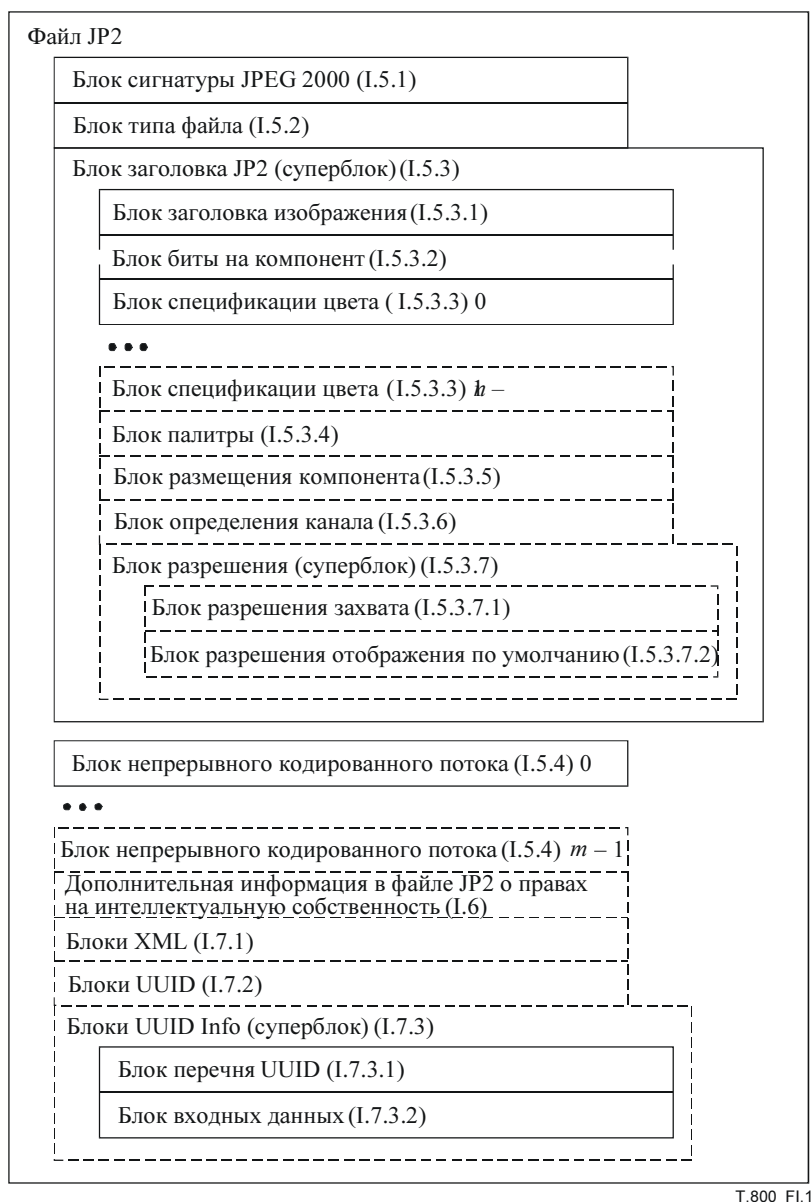 Файл JP2
Блок сигнатуры JPEG 2000 (I.5.1)
Блок типа файла (I.5.2)
Блок заголовка JP2 (суперблок) (I.5.3)
Блок заголовка изображения (I.5.3.1)
Блок биты на компонент (I.5.3.2)
Блок спецификации цвета ( I.5.3.3) 0
•••
Блок спецификации цвета (I.5.3.3) –
Блок палитры (I.5.3.4)
Блок размещения компонента (I.5.3.5)
Блок определения канала (I.5.3.6)
Блок разрешения (суперблок) (I.5.3.7)
Блок разрешения захвата (I.5.3.7.1)
Блок разрешения отображения по умолчанию (I.5.3.7.2)
Блок непрерывного кодированного потока (I.5.4) 0
•••
Блок непрерывного кодированного потока (I.5.4) m – 1
Дополнительная информация в файле JP2 о правах
на интеллектуальную собственность (I.6)
Блоки XML (I.7.1)
Блоки UUID (I.7.2)
Блоки UUID Info (суперблок) (I.7.3)
Блок перечня UUID (I.7.3.1)
Блок входных данных (I.7.3.2)
T.800_FI.1